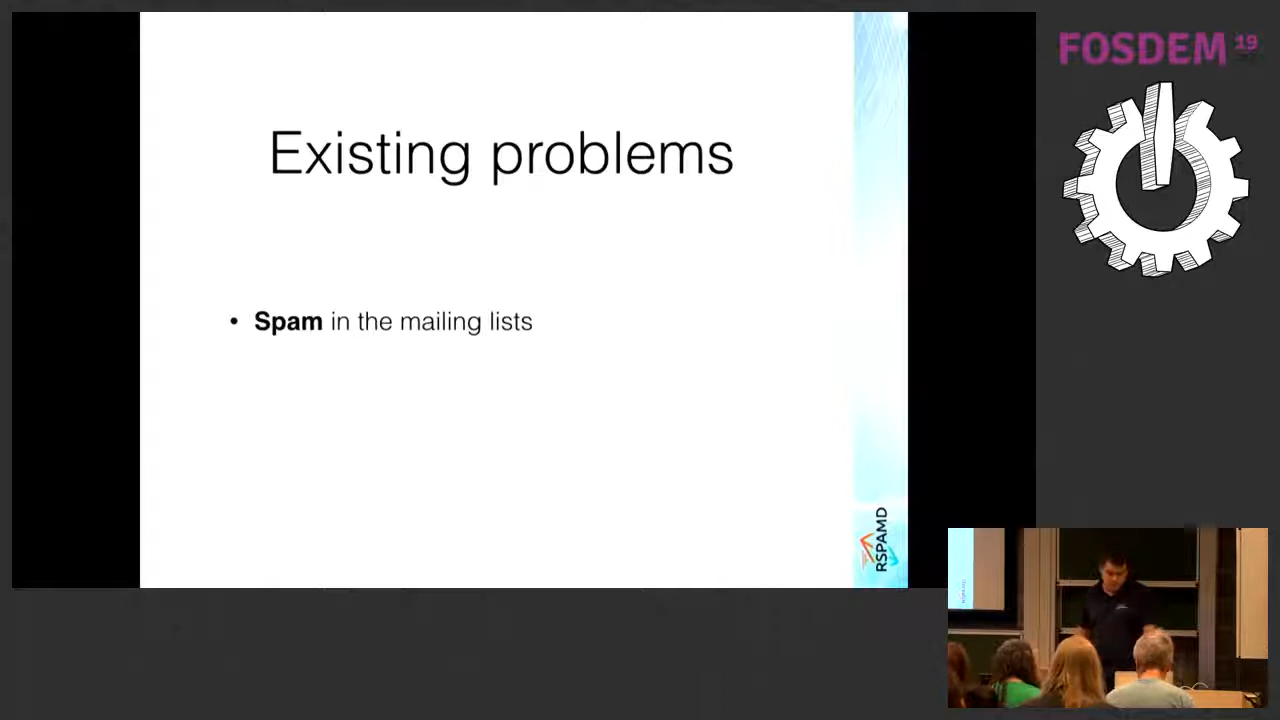 Existing problems
• Spam in the mailing lists
RSPAMD
FOSDEM 19